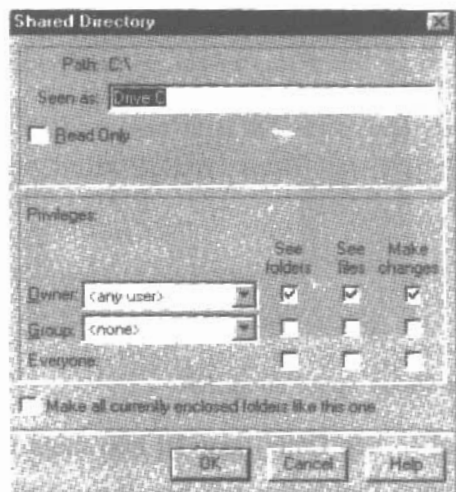 Shared Directory
Path: C:\
Seen as: Drive C
Read Only
Privileges:
See folders
See files
Make changes
Owner: <any user>
Group: <none>
Everyone:
Make all currently enclosed folders like this one
OK Cancel Help